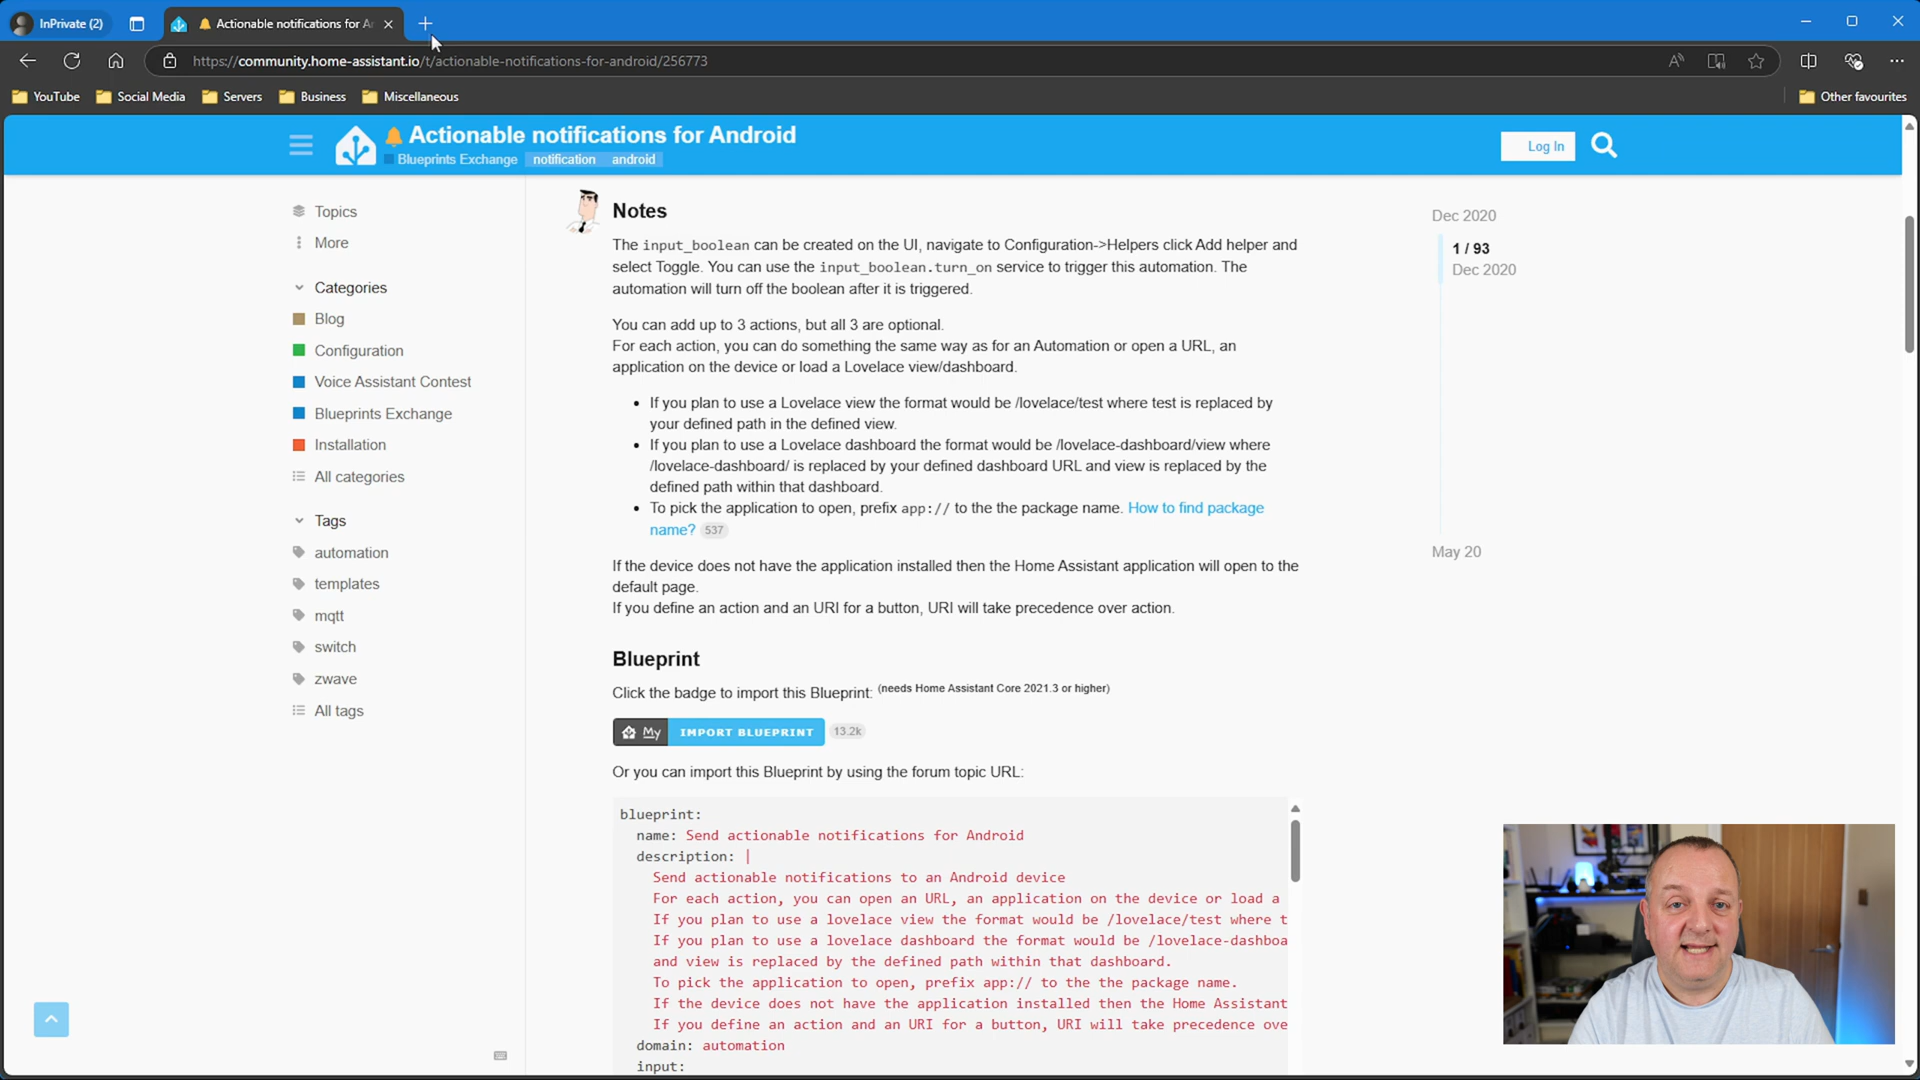 InPrivate (2)
Actionable notifications for A
https://community.home-assistant.io/t/actionable-notifications-for-android/256773
YouTube
Social Media
Servers
Business
Miscellaneous
Other favourites
Actionable notifications for Android
Blueprints Exchange notification android
Log In
Topics
More
Categories
Blog
Configuration
Voice Assistant Contest
Blueprints Exchange
Installation
All categories
Tags
automation
templates
mqtt
switch
zwave
All tags
Notes
The input_boolean can be created on the UI, navigate to Configuration->Helpers click Add helper and
select Toggle. You can use the input_boolean.turn_on service to trigger this automation. The
automation will turn off the boolean after it is triggered.
You can add up to 3 actions, but all 3 are optional.
For each action, you can do something the same way as for an Automation or open a URL, an
application on the device or load a Lovelace view/dashboard.
• If you plan to use a Lovelace view the format would be /lovelace/test where test is replaced by
your defined path in the defined view.
• If you plan to use a Lovelace dashboard the format would be /lovelace-dashboard/view where
/lovelace-dashboard/ is replaced by your defined dashboard URL and view is replaced by the
defined path within that dashboard.
• To pick the application to open, prefix app:// to the the package name. How to find package
name? 537
If the device does not have the application installed then the Home Assistant application will open to the
default page.
If you define an action and an URI for a button, URI will take precedence over action.
Blueprint
Click the badge to import this Blueprint: (needs Home Assistant Core 2021.3 or higher)
My IMPORT BLUEPRINT 13.2k
Or you can import this Blueprint by using the forum topic URL:
blueprint:
name: Send actionable notifications for Android
description: |
Send actionable notifications to an Android device
For each action, you can open an URL, an application on the device or load a
If you plan to use a lovelace view the format would be /lovelace/test where t
If you plan to use a lovelace dashboard the format would be /lovelace-dashboa
and view is replaced by the defined path within that dashboard.
To pick the application to open, prefix app:// to the the package name.
If the device does not have the application installed then the Home Assistant
If you define an action and an URI for a button, URI will take precedence ove
domain: automation
input:
Dec 2020
1 / 93
Dec 2020
May 20